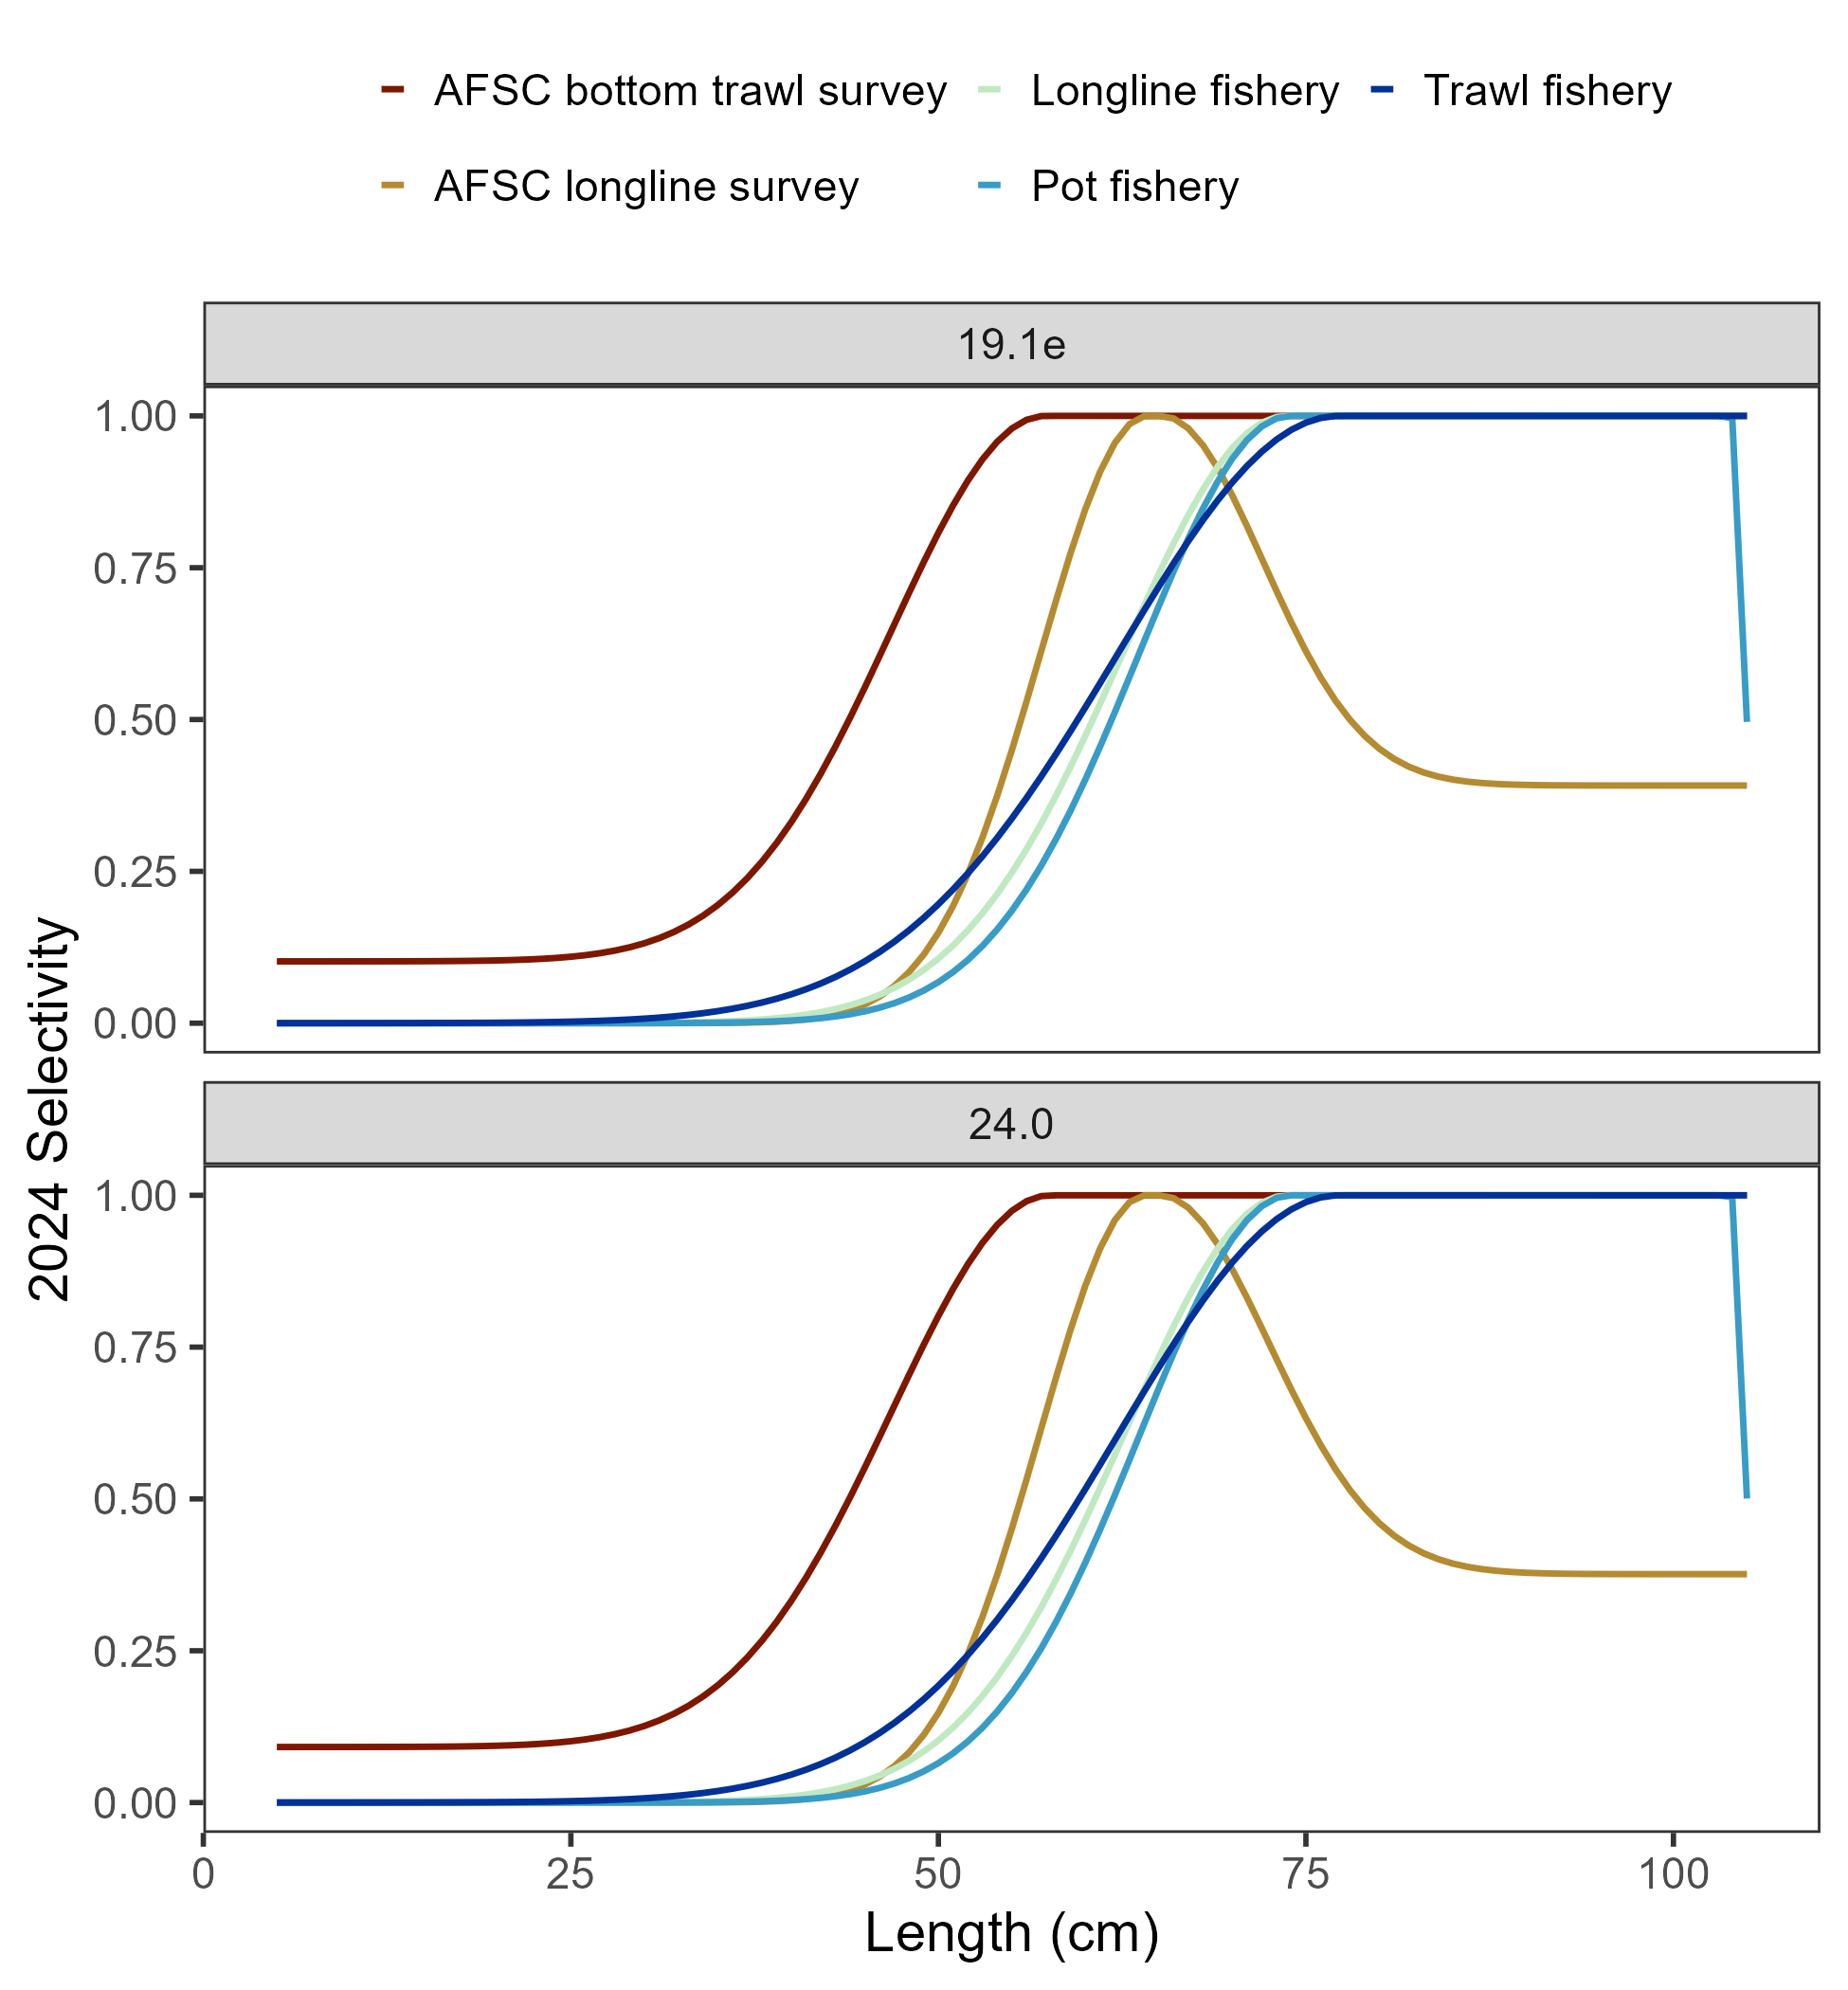 AFSC bottom trawl survey Longline fishery Trawl fishery
AFSC longline survey Pot fishery
19.1e
1.00
0.75
0.50
0.25
0.00
2024 Selectivity
24.0
1.00
0.75
0.50
0.25
0.00
0 25 50 75 100
Length (cm)